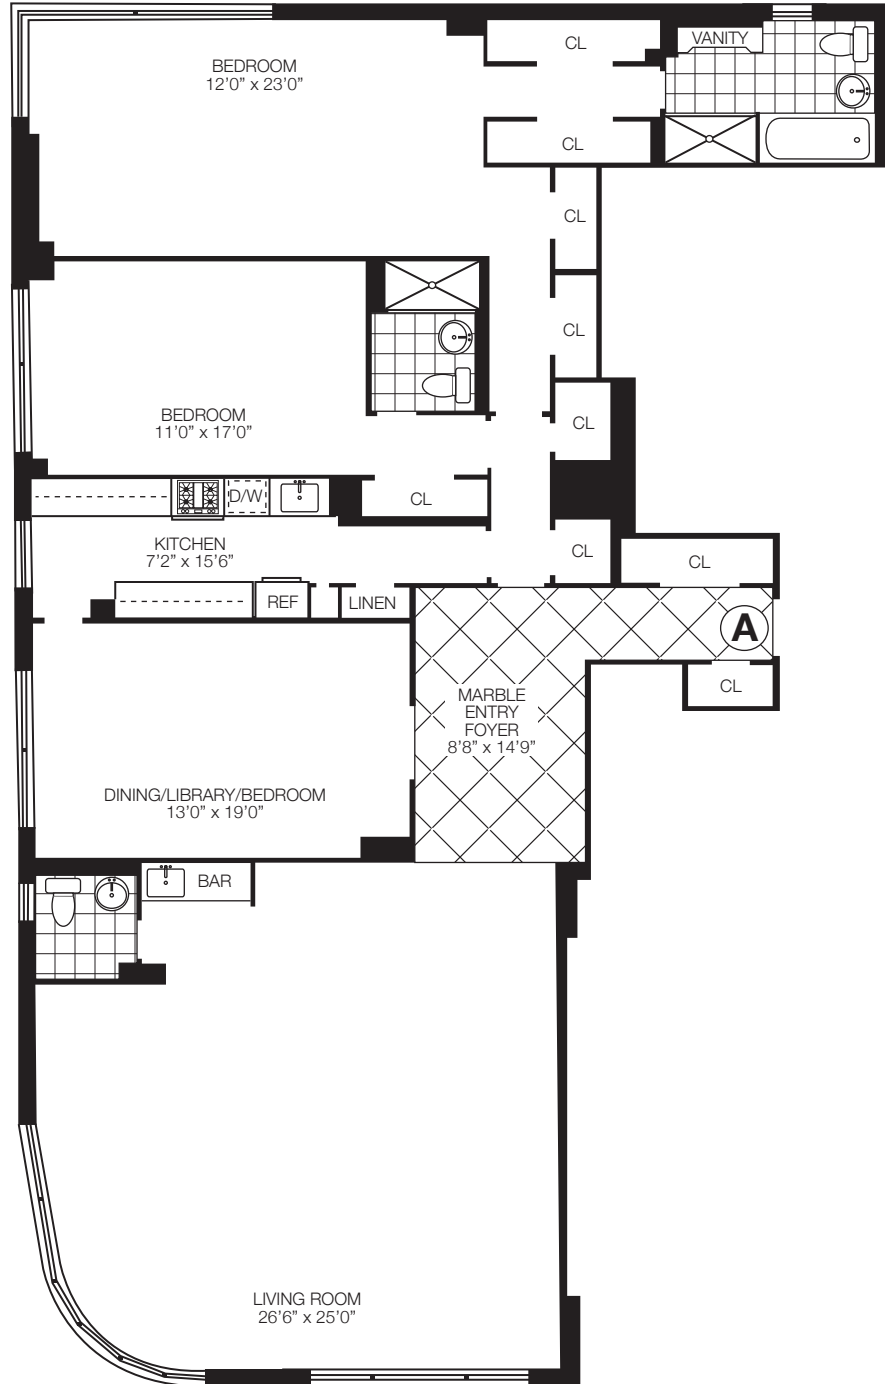 BEDROOM
12'0” x 23'0”
CL
VANITY
CL
CL
CL
BEDROOM
11'0” x 17'0”
CL
D/W
CL
KITCHEN
7'2” x 15'6”
CL
CL
REF
LINEN
A
CL
MARBLE
ENTRY
FOYER
8'8” x 14'9”
DINING/LIBRARY/BEDROOM
13'0” x 19'0”
BAR
LIVING ROOM
26'6” x 25'0”